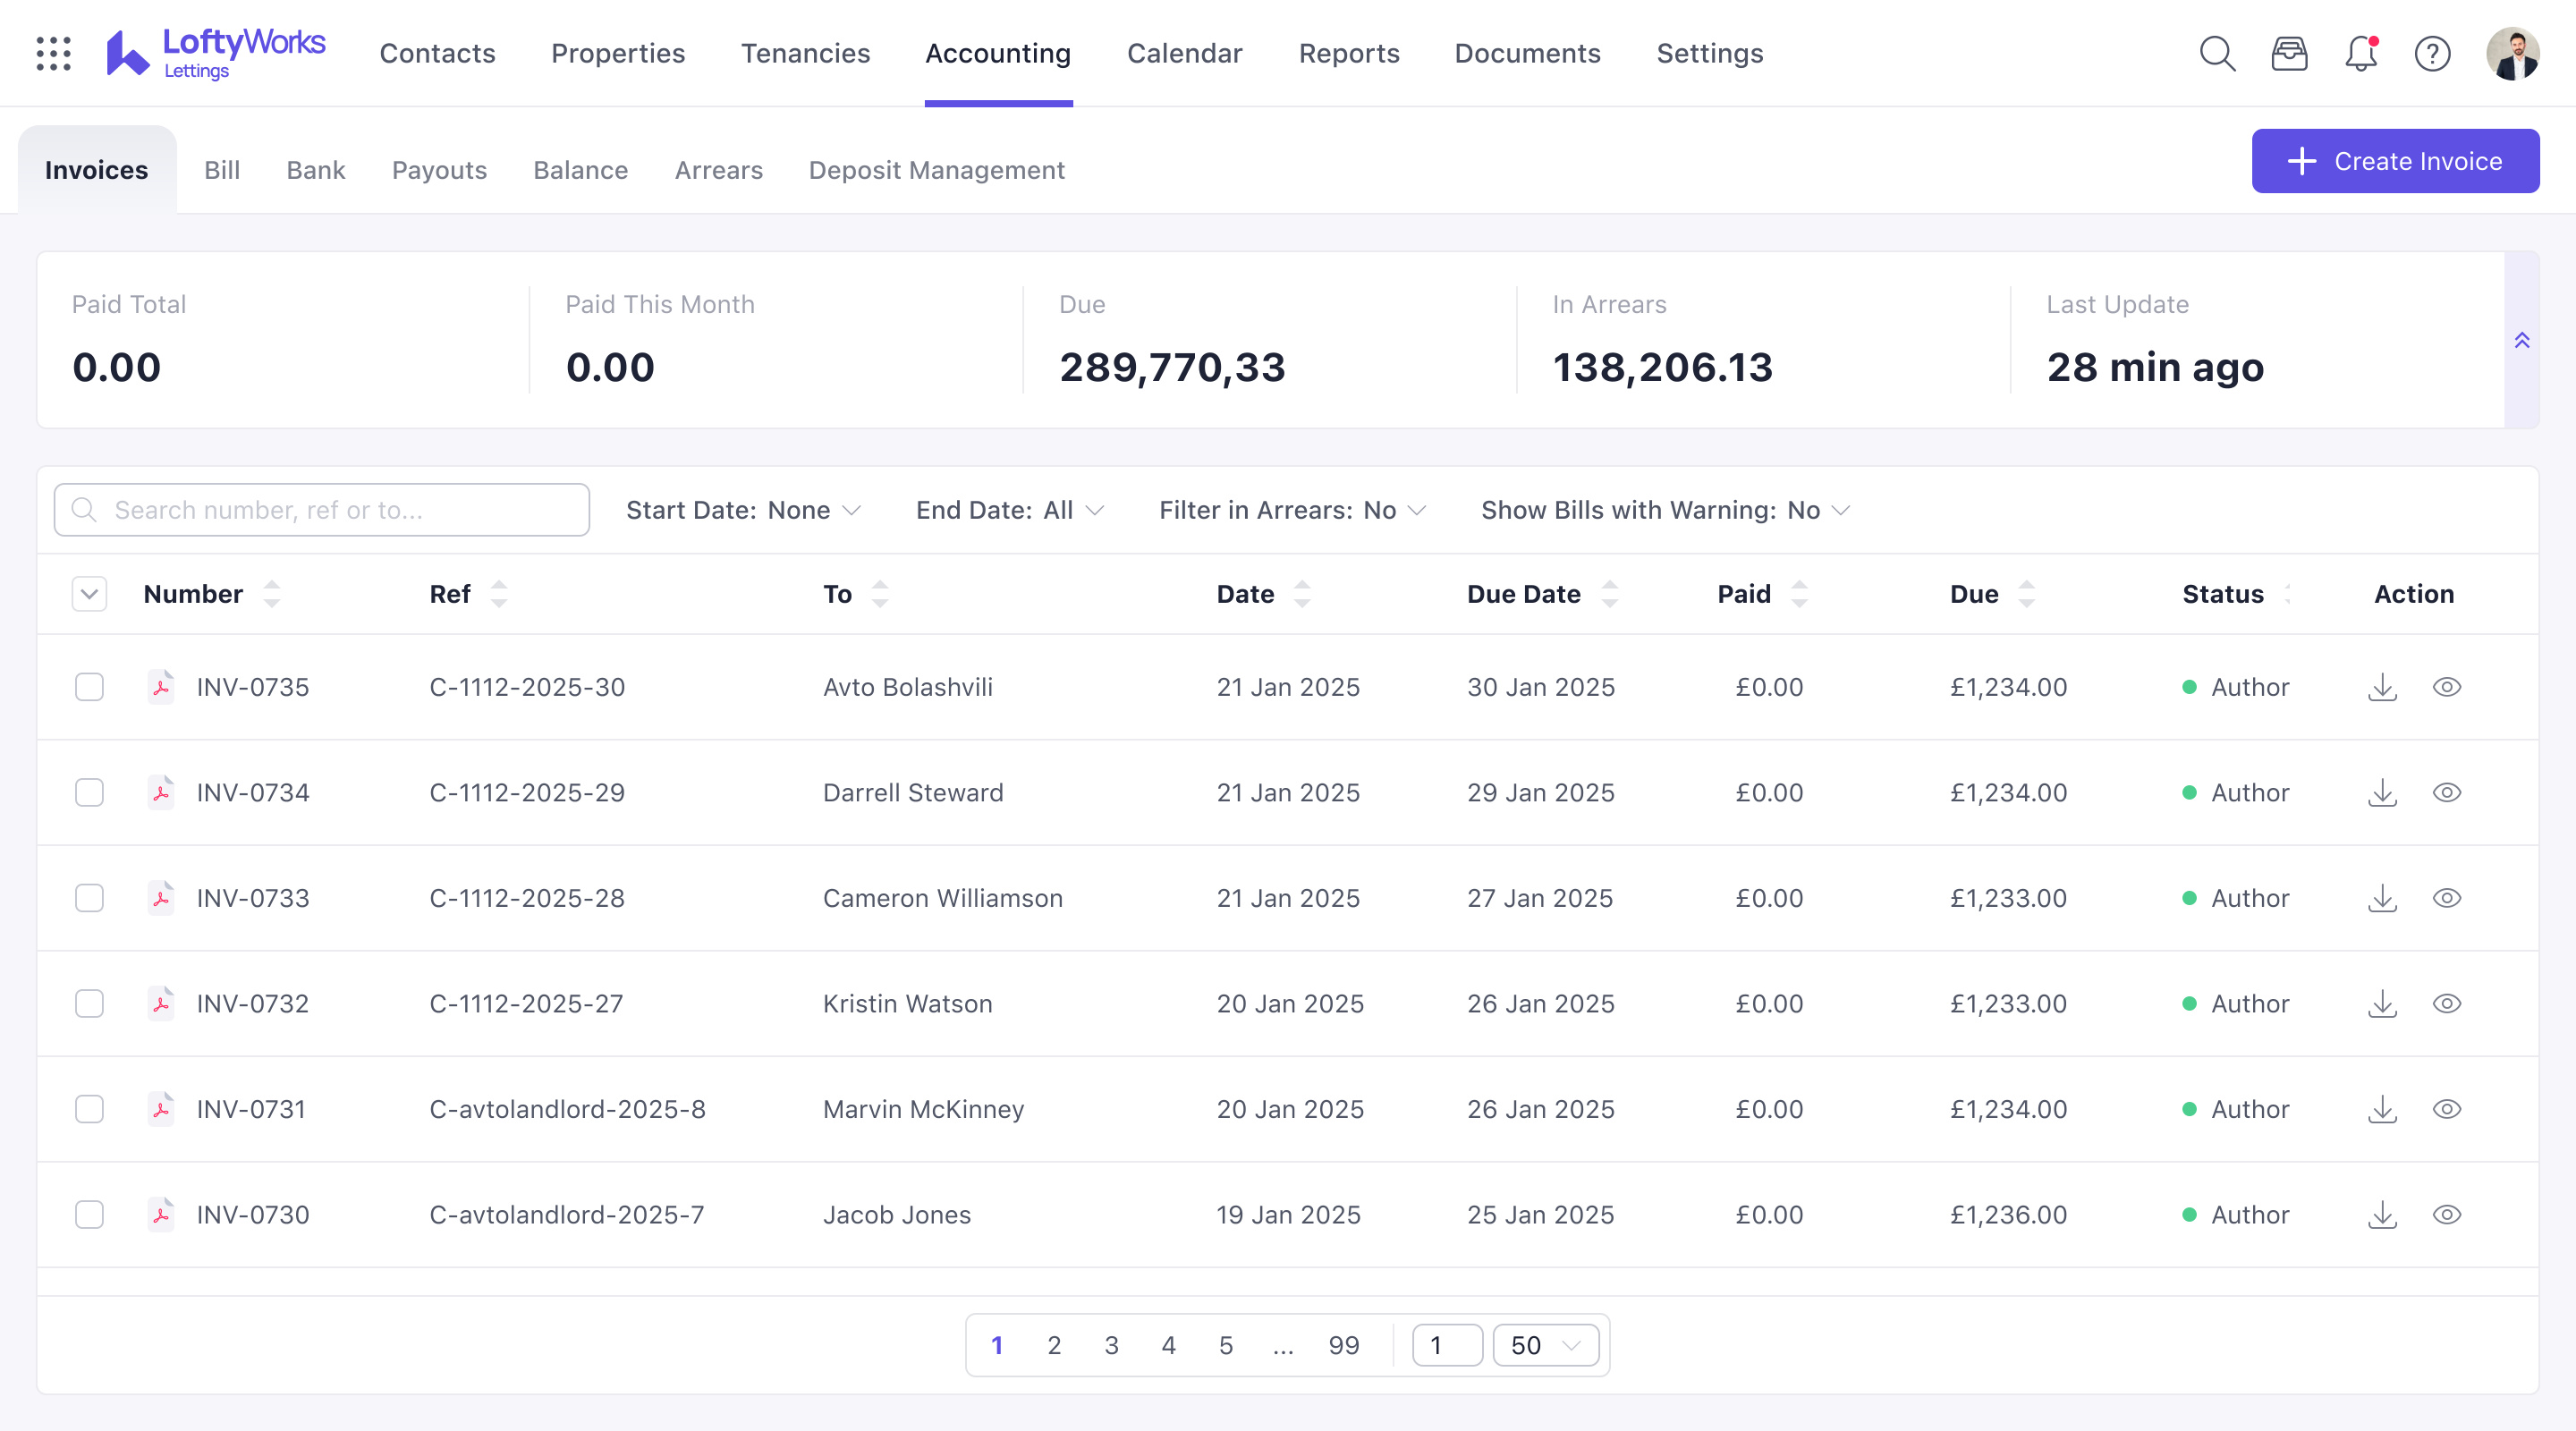 LoftyWorks
Lettings
Contacts Properties Tenancies Accounting Calendar Reports Documents Settings
Invoices Bill Bank Payouts Balance Arrears Deposit Management
Create Invoice
Paid Total Paid This Month Due In Arrears Last Update
0.00 0.00 289,770,33 138,206.13 28 min ago
Search number, ref or to... Start Date: None End Date: All Filter in Arrears: No Show Bills with Warning: No
Number Ref To Date Due Date Paid Due Status Action
INV-0735 C-1112-2025-30 Avto Bolashvili 21 Jan 2025 30 Jan 2025 £0.00 £1,234.00 Author
INV-0734 C-1112-2025-29 Darrell Steward 21 Jan 2025 29 Jan 2025 £0.00 £1,234.00 Author
INV-0733 C-1112-2025-28 Cameron Williamson 21 Jan 2025 27 Jan 2025 £0.00 £1,233.00 Author
INV-0732 C-1112-2025-27 Kristin Watson 20 Jan 2025 26 Jan 2025 £0.00 £1,233.00 Author
INV-0731 C-avtolandlord-2025-8 Marvin McKinney 20 Jan 2025 26 Jan 2025 £0.00 £1,234.00 Author
INV-0730 C-avtolandlord-2025-7 Jacob Jones 19 Jan 2025 25 Jan 2025 £0.00 £1,236.00 Author
1 2 3 4 5 ... 99 1 50